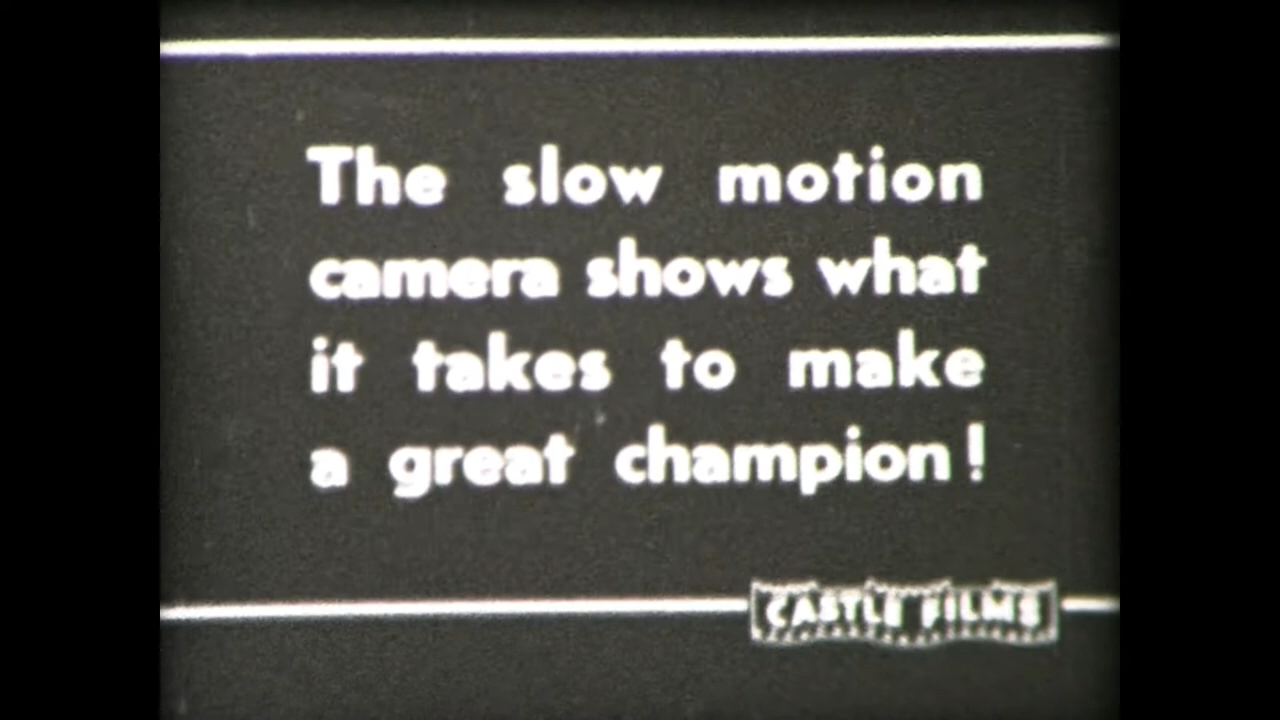 The slow motion
camera shows what
it takes to make
a great champion!
CASTLE FILMS